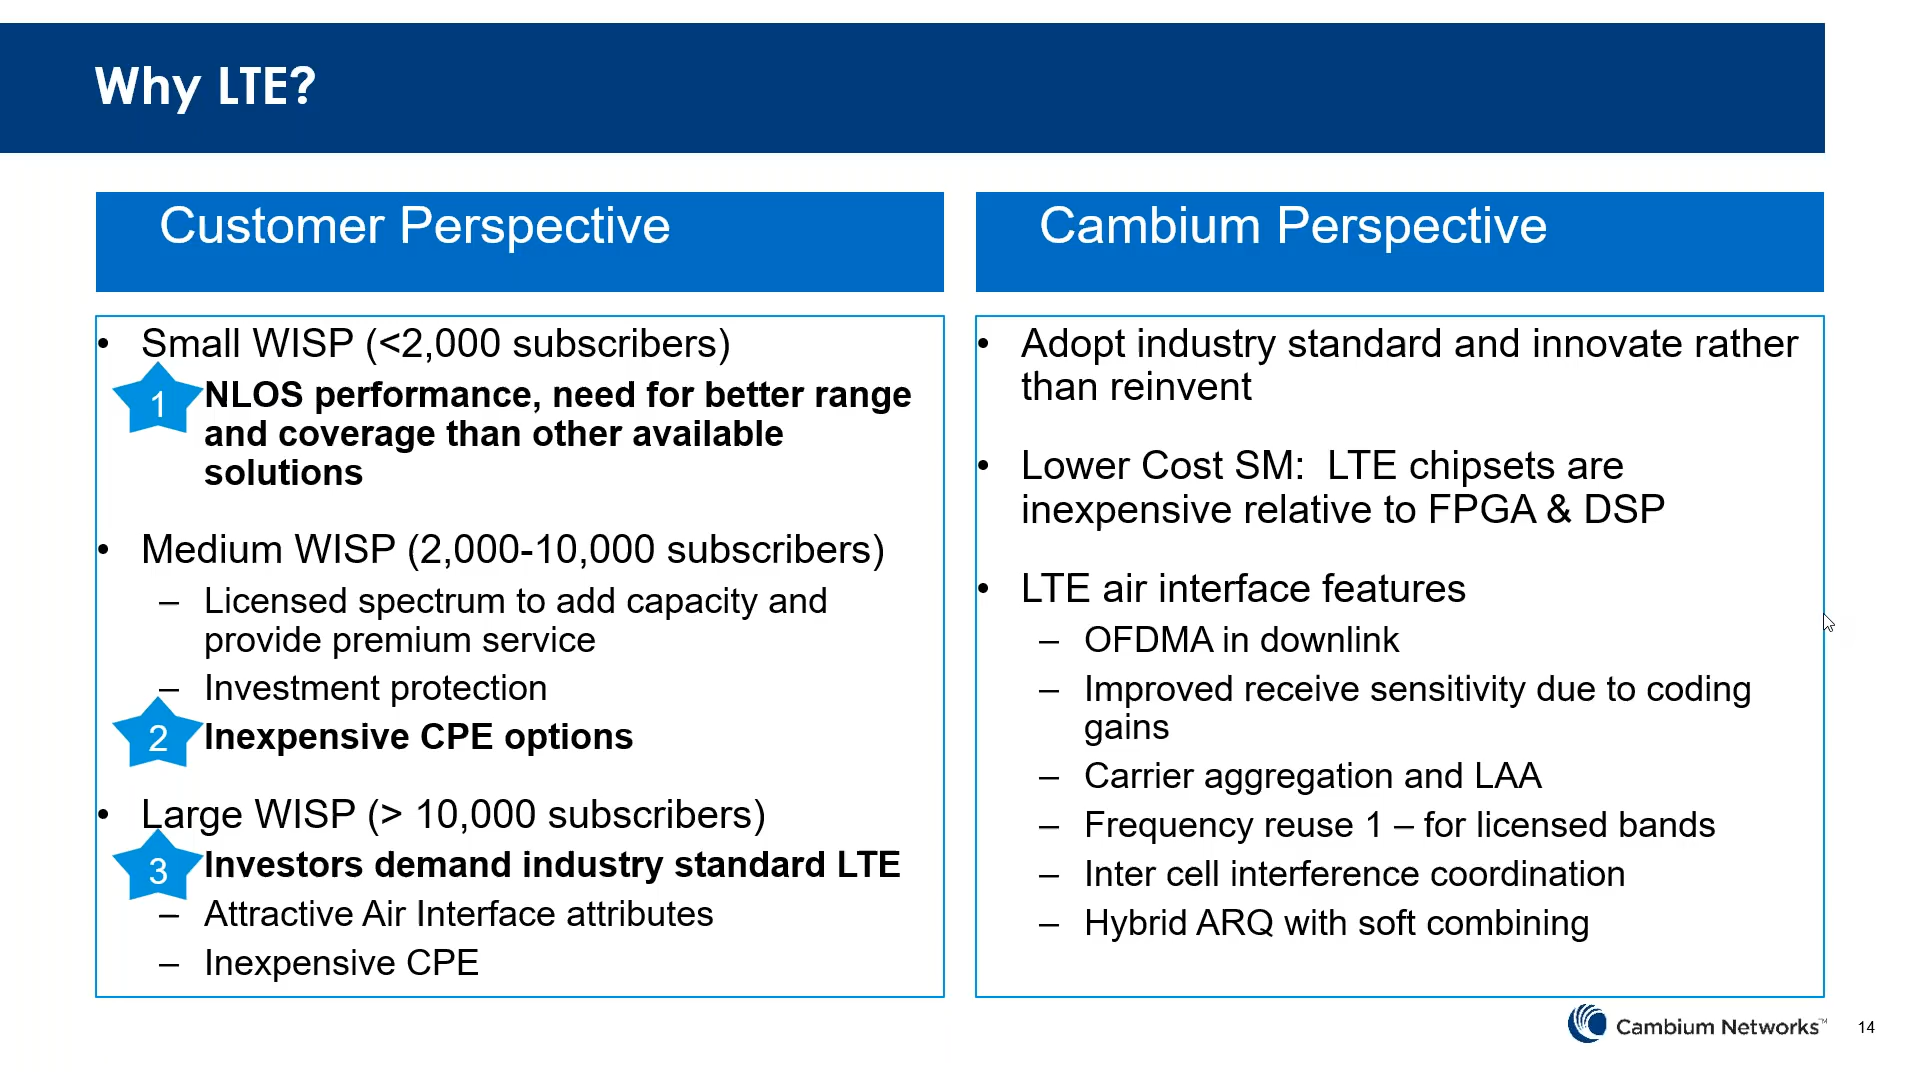 Why LTE?
Customer Perspective
• Small WISP (<2,000 subscribers)
1 NLOS performance, need for better range
and coverage than other available
solutions
• Medium WISP (2,000-10,000 subscribers)
– Licensed spectrum to add capacity and
provide premium service
– Investment protection
2 Inexpensive CPE options
• Large WISP (> 10,000 subscribers)
3 Investors demand industry standard LTE
– Attractive Air Interface attributes
– Inexpensive CPE
Cambium Perspective
• Adopt industry standard and innovate rather
than reinvent
• Lower Cost SM:  LTE chipsets are
inexpensive relative to FPGA & DSP
• LTE air interface features
– OFDMA in downlink
– Improved receive sensitivity due to coding
gains
– Carrier aggregation and LAA
– Frequency reuse 1 – for licensed bands
– Inter cell interference coordination
– Hybrid ARQ with soft combining
Cambium Networks™
14